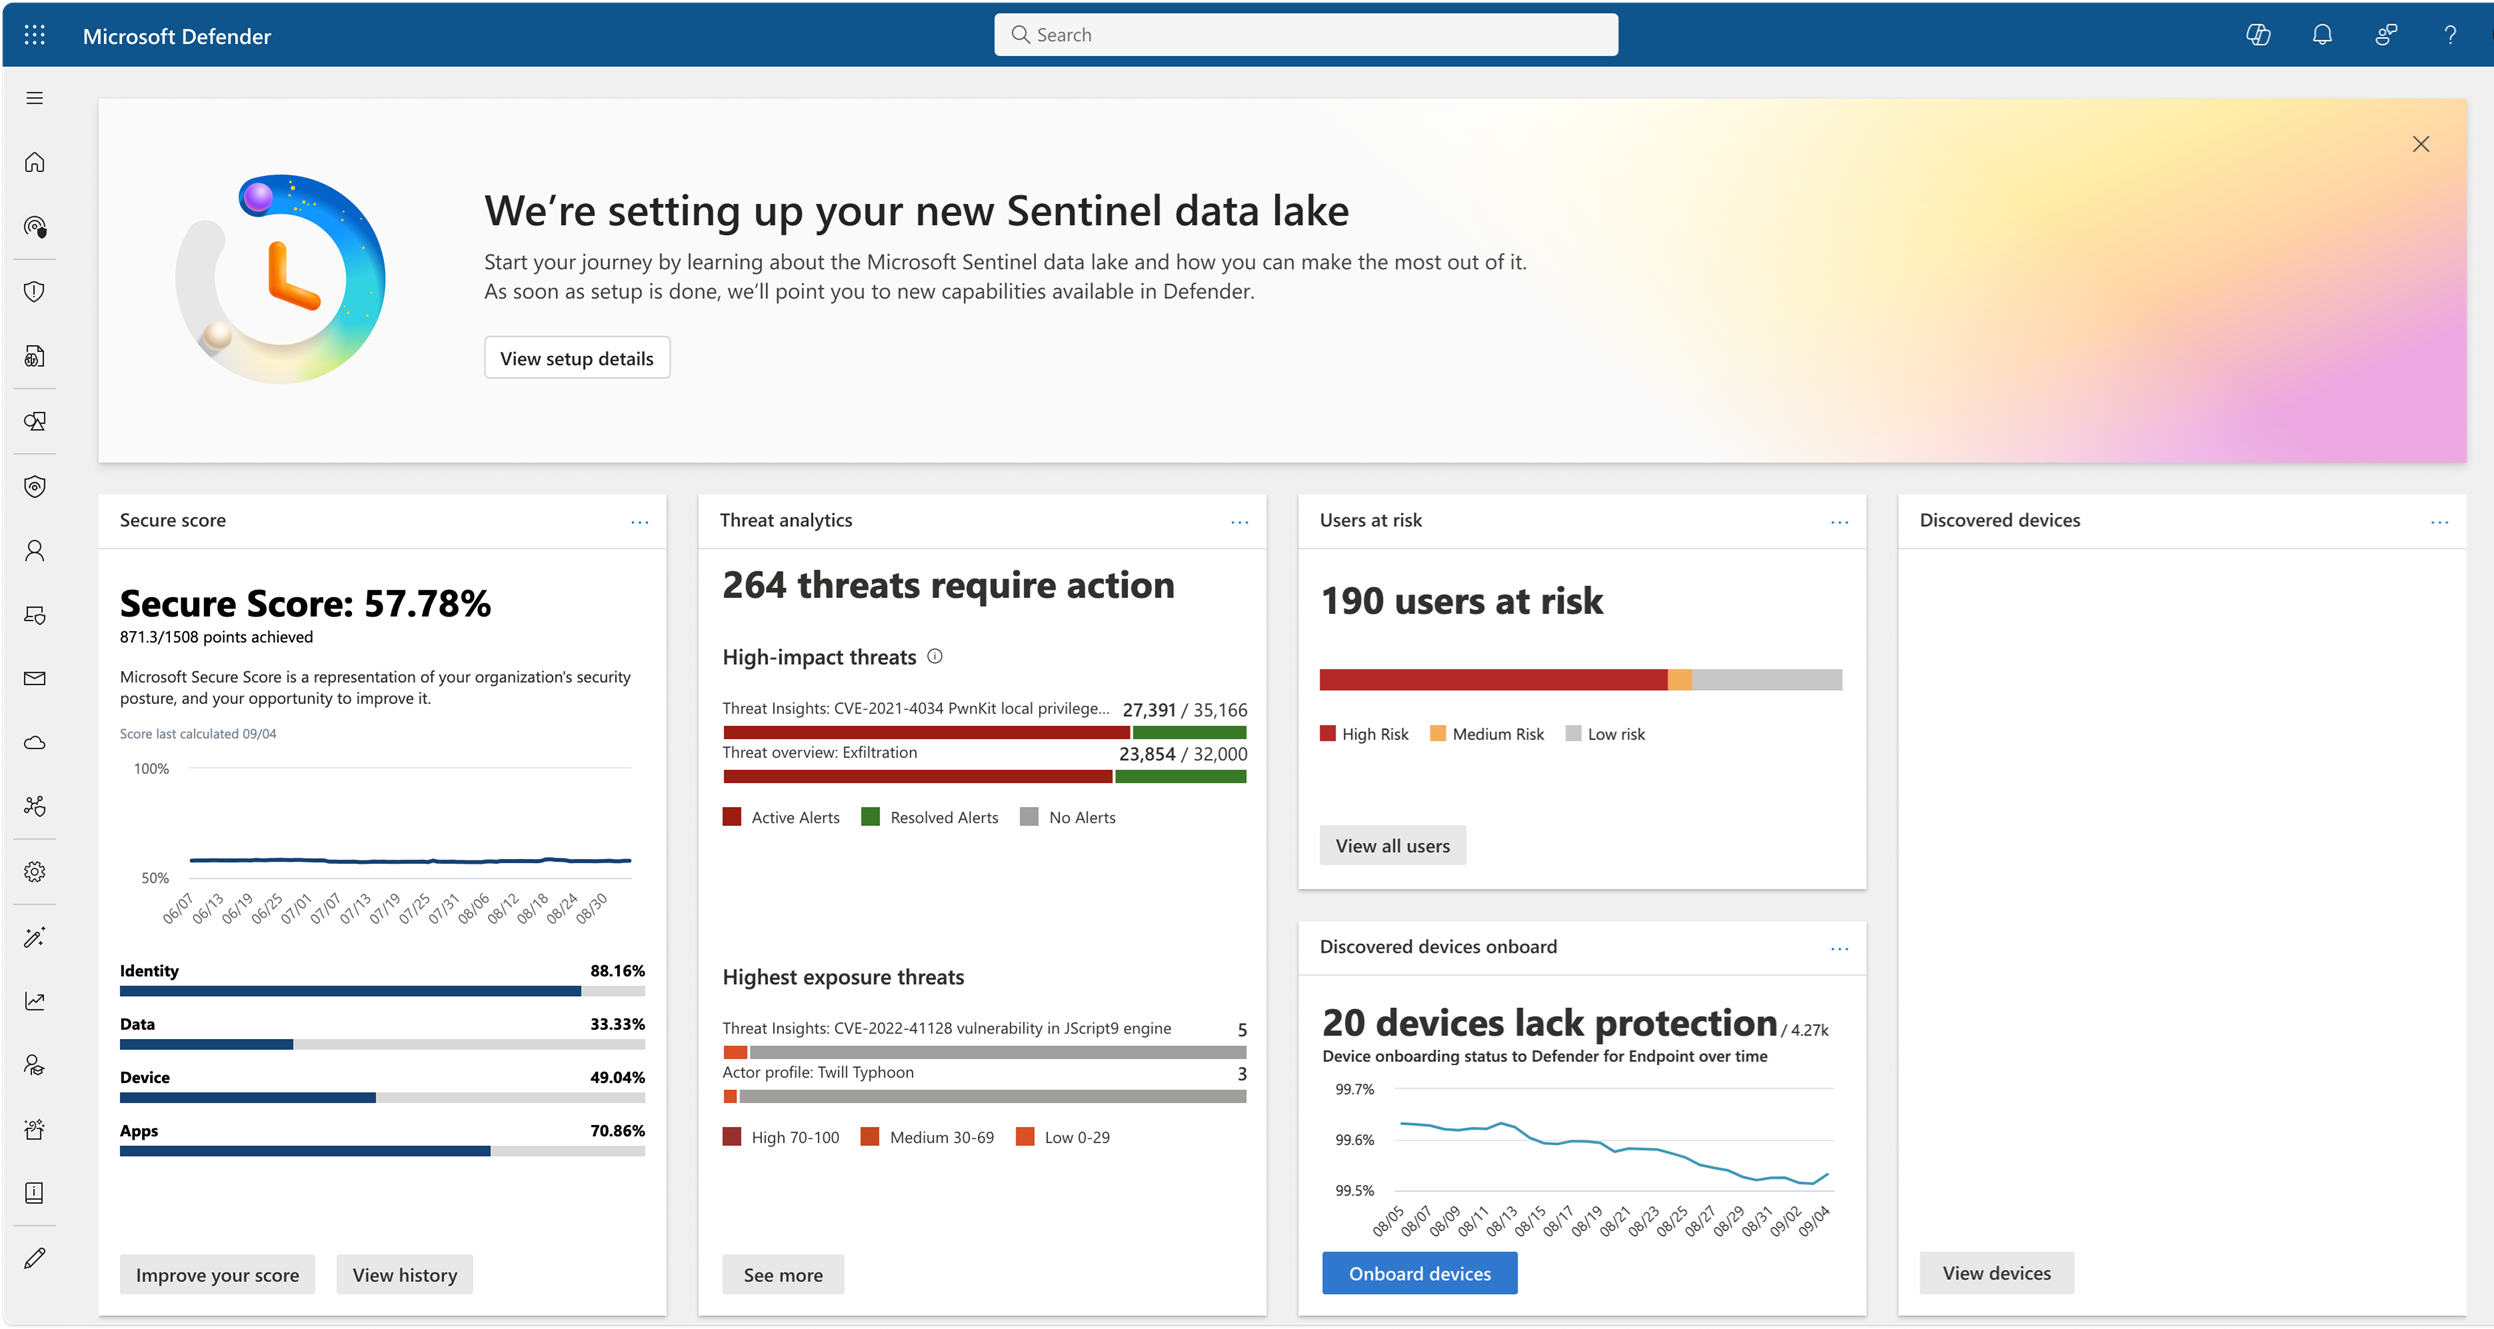 Microsoft Defender
Search
We’re setting up your new Sentinel data lake
Start your journey by learning about the Microsoft Sentinel data lake and how you can make the most out of it.
As soon as setup is done, we’ll point you to new capabilities available in Defender.
View setup details
Secure score
Secure Score: 57.78%
871.3/1508 points achieved
Microsoft Secure Score is a representation of your organization's security
posture, and your opportunity to improve it.
Score last calculated 09/04
100%
50%
06/07 06/13 06/19 06/25 07/01 07/07 07/13 07/19 07/25 07/31 08/06 08/12 08/18 08/24 08/30
Identity 88.16%
Data 33.33%
Device 49.04%
Apps 70.86%
Improve your score View history
Threat analytics
264 threats require action
High-impact threats
Threat Insights: CVE-2021-4034 PwnKit local privilege... 27,391 / 35,166
Threat overview: Exfiltration 23,854 / 32,000
Active Alerts Resolved Alerts No Alerts
Highest exposure threats
Threat Insights: CVE-2022-41128 vulnerability in JScript9 engine 5
Actor profile: Twill Typhoon 3
High 70-100 Medium 30-69 Low 0-29
See more
Users at risk
190 users at risk
High Risk Medium Risk Low risk
View all users
Discovered devices onboard
20 devices lack protection / 4.27k
Device onboarding status to Defender for Endpoint over time
99.7%
99.6%
99.5%
08/05 08/07 08/09 08/11 08/13 08/15 08/17 08/19 08/21 08/23 08/25 08/27 08/29 08/31 09/02 09/04
Onboard devices
Discovered devices
View devices